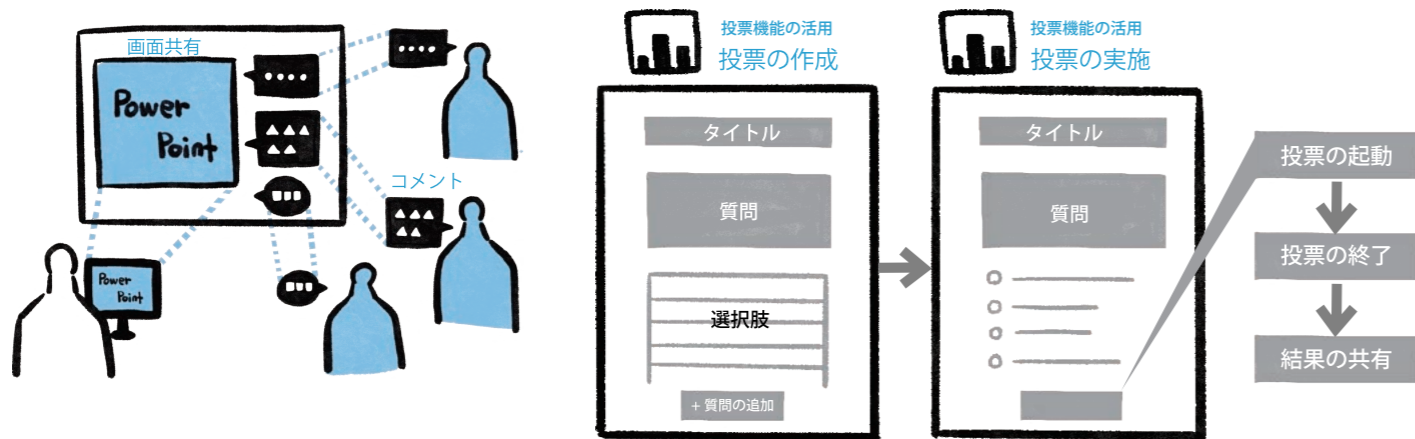 画面共有
Power
Point
コメント
Power
Point
投票機能の活用
投票の作成
タイトル
質問
選択肢
+ 質問の追加
投票機能の活用
投票の実施
タイトル
質問
投票の起動
投票の終了
結果の共有